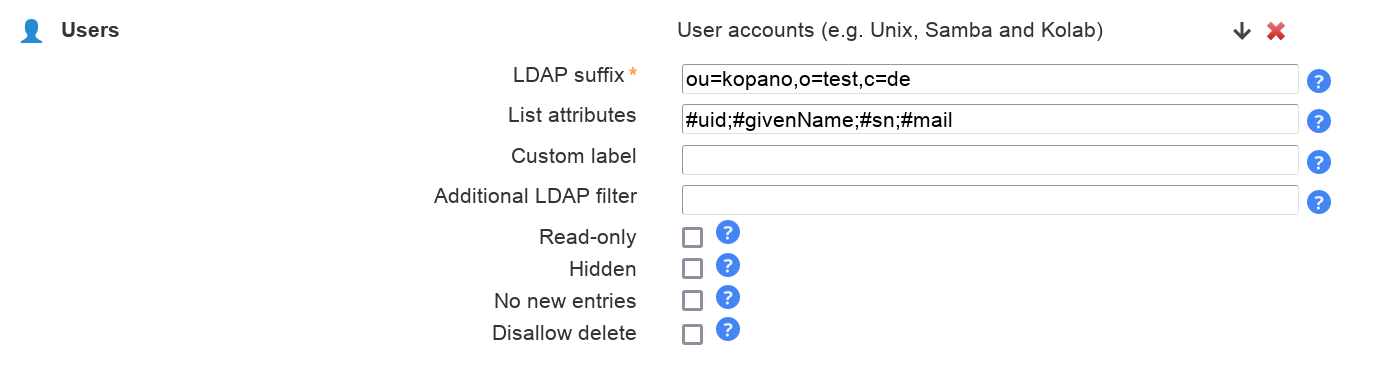 Users User accounts (e.g. Unix, Samba and Kolab)
LDAP suffix * ou=kopano,o=test,c=de ?
List attributes #uid;#givenName;#sn;#mail ?
Custom label ?
Additional LDAP filter ?
Read-only ?
Hidden ?
No new entries ?
Disallow delete ?